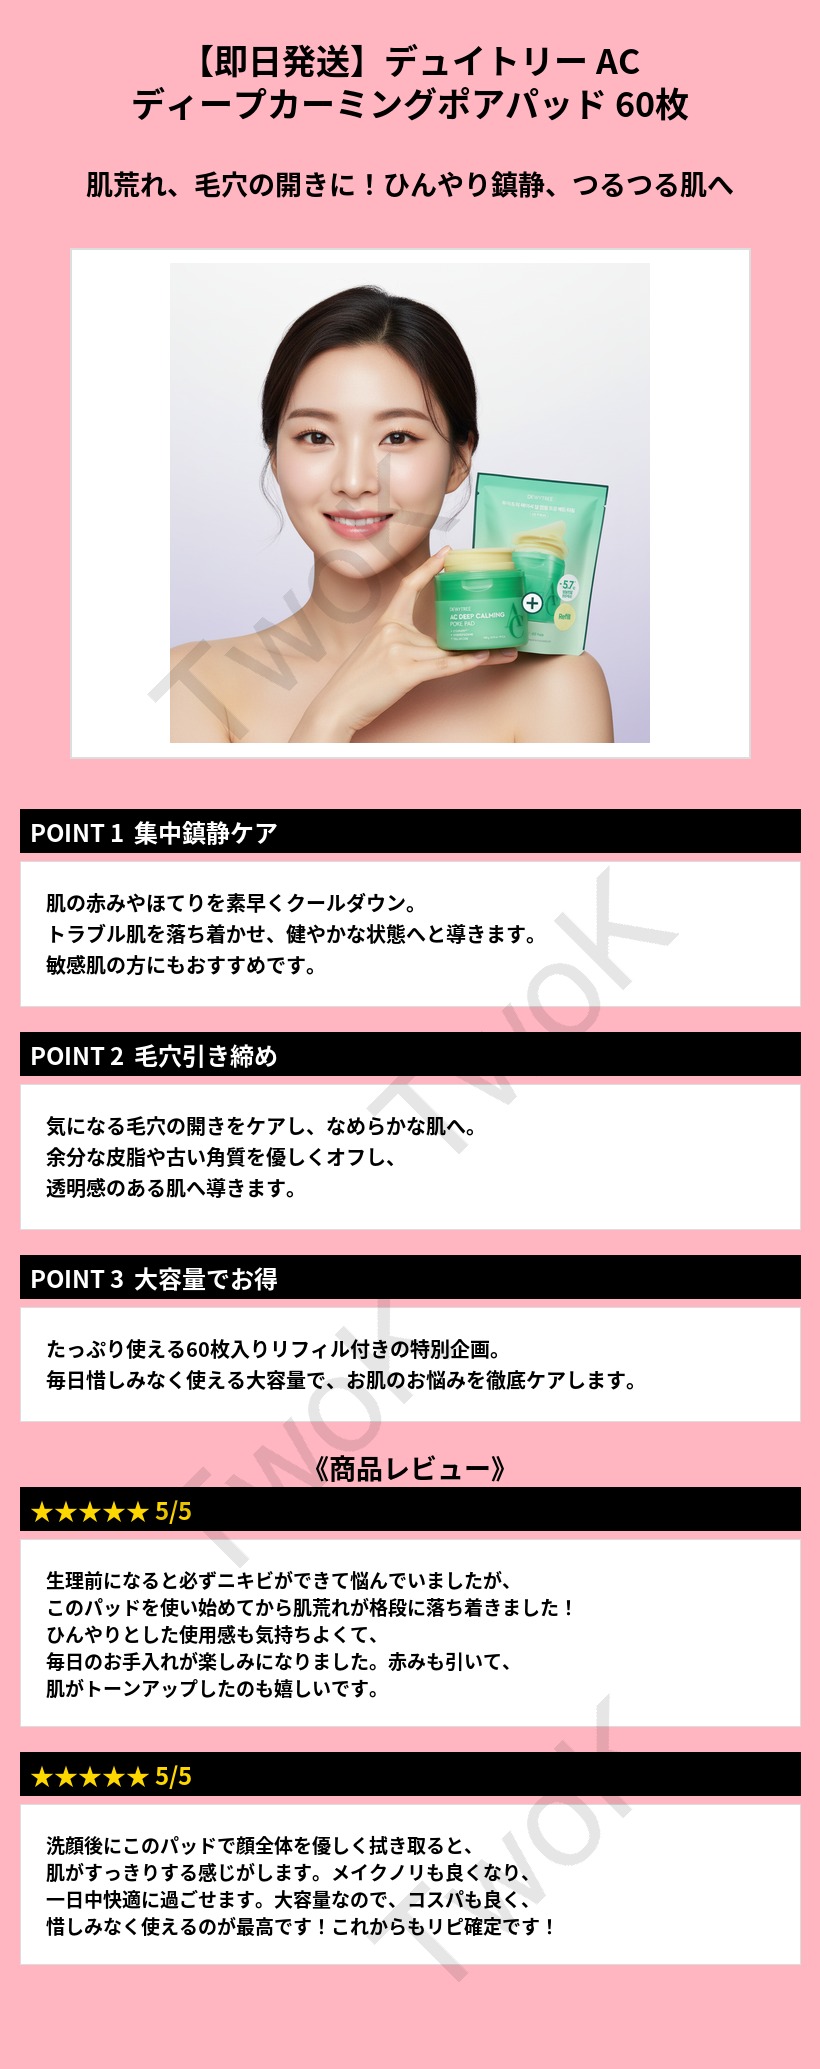 【即日発送】デュイトリー AC
ディープカーミングポアパッド 60枚
肌荒れ、毛穴の開きに！ひんやり鎮静、つるつる肌へ
DEWYTREE
5.7
Refill
DEWYTREE
AC DEEP CALMING
PORE PAD
AC
TwoK
POINT 1 集中鎮静ケア
肌の赤みやほてりを素早くクールダウン。
トラブル肌を落ち着かせ、健やかな状態へと導きます。
敏感肌の方にもおすすめです。
TwoK
POINT 2 毛穴引き締め
気になる毛穴の開きをケアし、なめらかな肌へ。
余分な皮脂や古い角質を優しくオフし、
透明感のある肌へ導きます。
POINT 3 大容量でお得
たっぷり使える60枚入りリフィル付きの特別企画。
毎日惜しみなく使える大容量で、お肌のお悩みを徹底ケアします。
TwoK
《商品レビュー》
★★★★★ 5/5
生理前になると必ずニキビができて悩んでいましたが、
このパッドを使い始めてから肌荒れが格段に落ち着きました！
ひんやりとした使用感も気持ちよくて、
毎日のお手入れが楽しみになりました。赤みも引いて、
肌がトーンアップしたのも嬉しいです。
★★★★★ 5/5
洗顔後にこのパッドで顔全体を優しく拭き取ると、
肌がすっきりする感じがします。メイクノリも良くなり、
一日中快適に過ごせます。大容量なので、コスパも良く、
惜しみなく使えるのが最高です！これからもリピ確定です！
TwoK